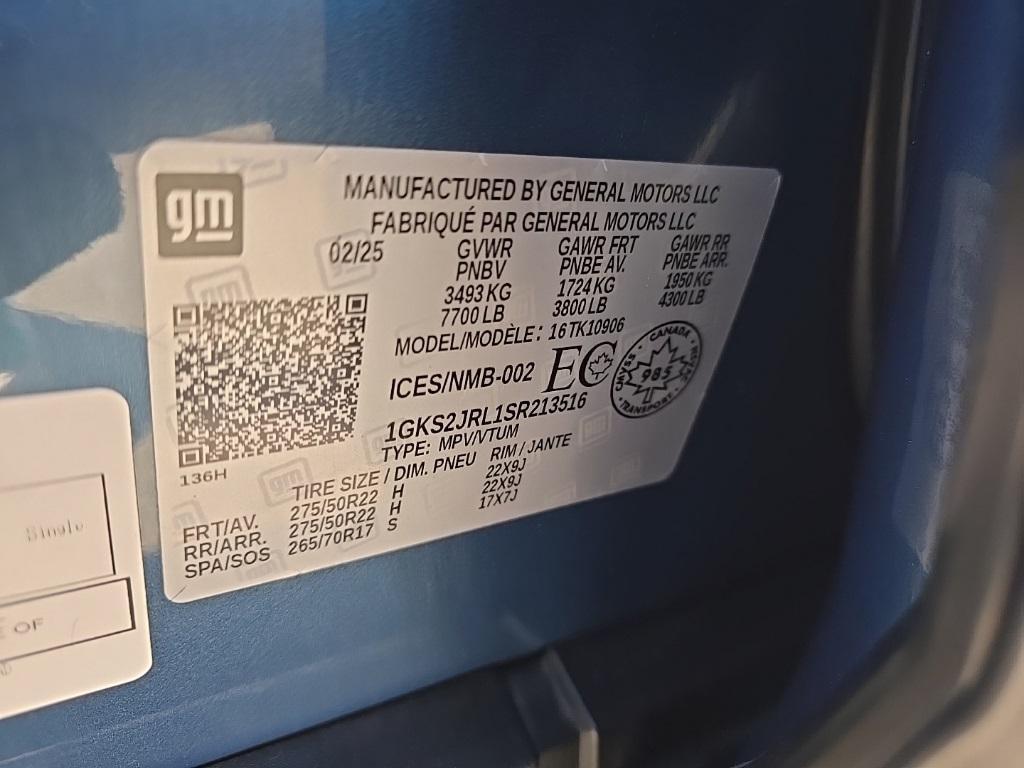 gm
MANUFACTURED BY GENERAL MOTORS LLC
FABRIQUÉ PAR GENERAL MOTORS LLC
02/25 GVWR GAWR FRT GAWR RR
PNBV PNBE AV. PNBE ARR.
3493 KG 1724 KG 1950 KG
7700 LB 3800 LB 4300 LB
MODEL/MODÈLE: 16 TK10906
ICES/NMB-002 EC
CANADA
985
TRANSPORT
1GKS2JRL1SR213516
TYPE: MPV/VTUM
136H
TIRE SIZE / DIM. PNEU RIM / JANTE
FRT/AV. 275/50R22 H 22X9J
RR/ARR. 275/50R22 H 22X9J
SPA/SOS 265/70R17 S 17X7J
Single
OF